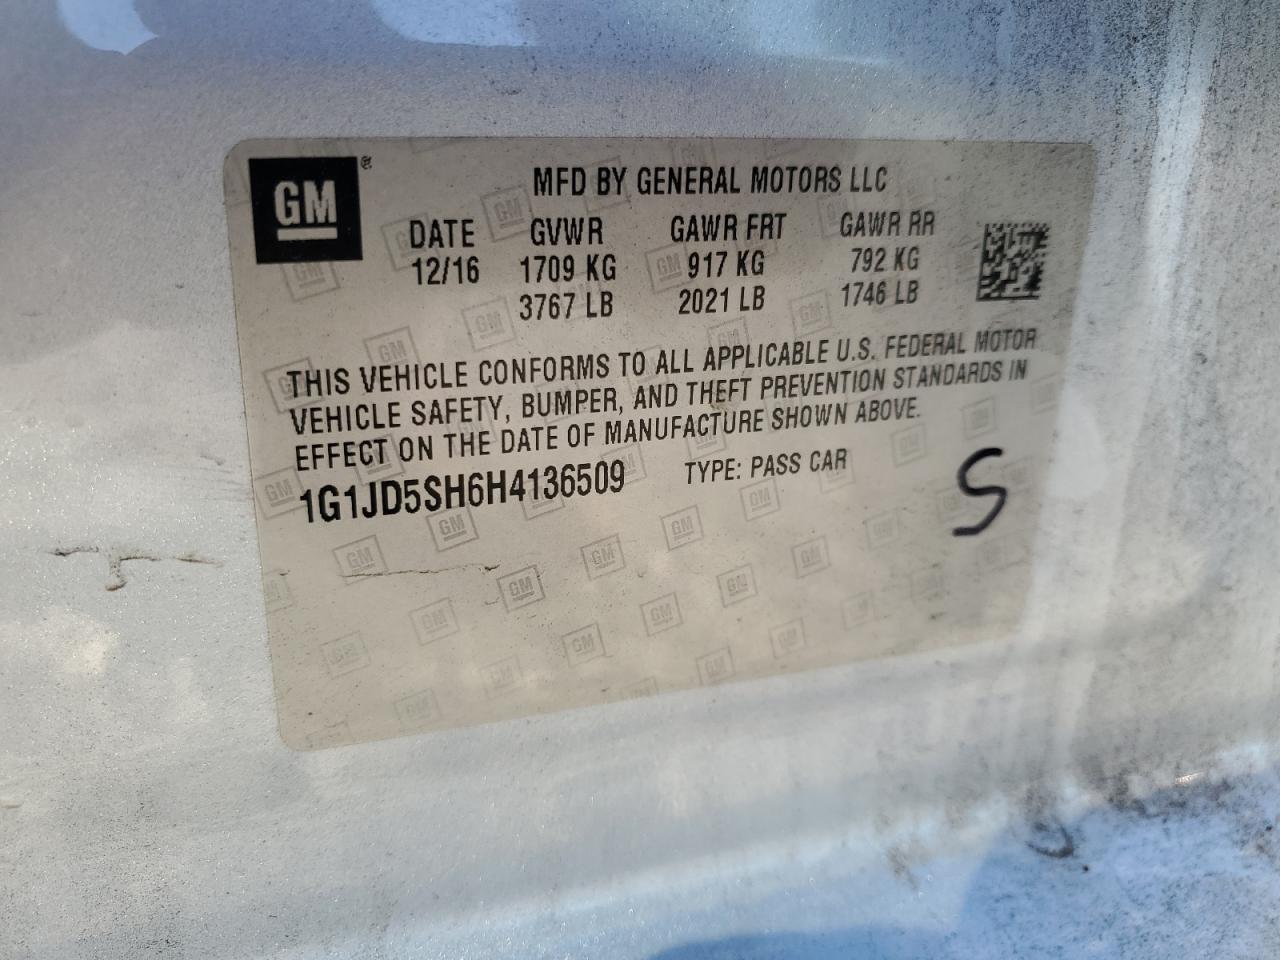 GM ®
MFD BY GENERAL MOTORS LLC
DATE GVWR GAWR FRT GAWR RR
12/16 1709 KG 917 KG 792 KG
3767 LB 2021 LB 1746 LB
THIS VEHICLE CONFORMS TO ALL APPLICABLE U.S. FEDERAL MOTOR
VEHICLE SAFETY, BUMPER, AND THEFT PREVENTION STANDARDS IN
EFFECT ON THE DATE OF MANUFACTURE SHOWN ABOVE.
1G1JD5SH6H4136509 TYPE: PASS CAR
S